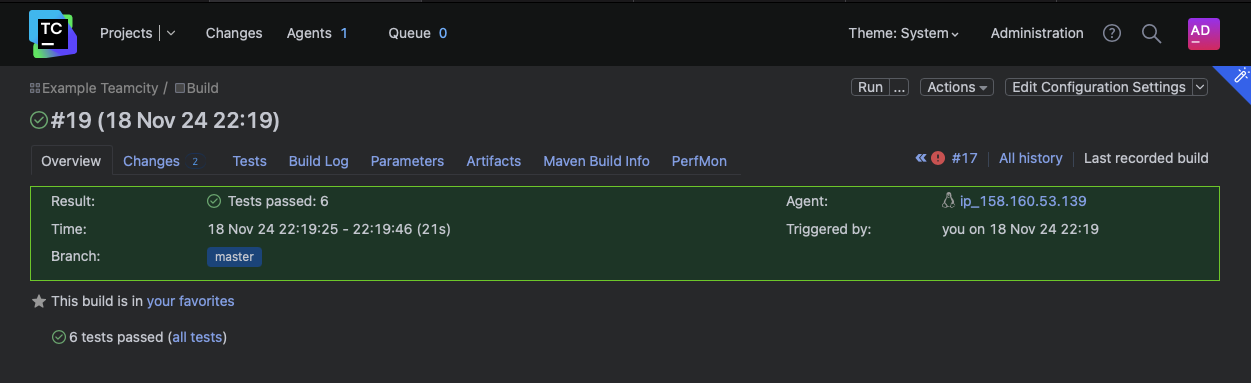 TC
Projects Changes Agents 1 Queue 0 Theme: System Administration ? AD
Example Teamcity / Build Run ... Actions Edit Configuration Settings
#19 (18 Nov 24 22:19)
Overview Changes 2 Tests Build Log Parameters Artifacts Maven Build Info PerfMon « ! #17 All history Last recorded build
Result: Tests passed: 6 Agent: ip_158.160.53.139
Time: 18 Nov 24 22:19:25 - 22:19:46 (21s) Triggered by: you on 18 Nov 24 22:19
Branch: master
This build is in your favorites
6 tests passed (all tests)